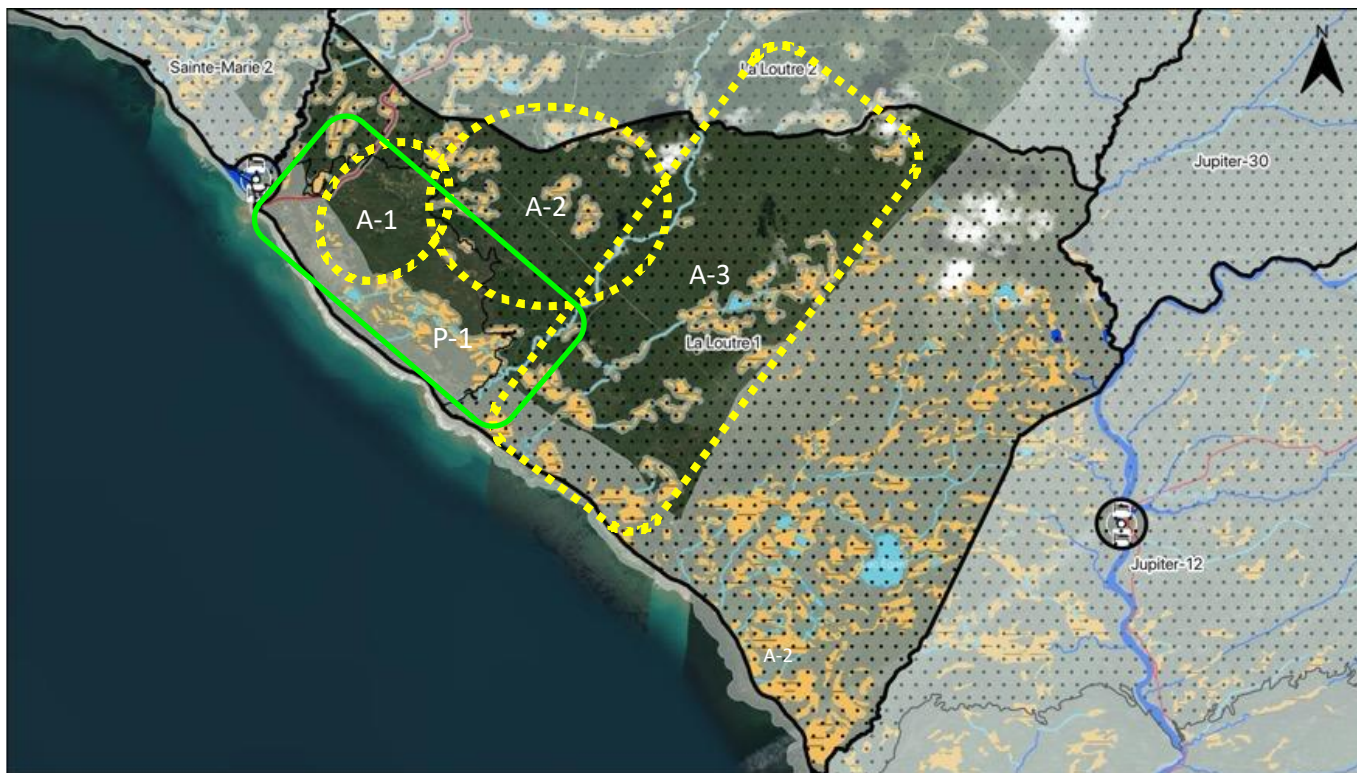 Sainte-Marie 2
La Loutre 2
N
Jupiter-30
A-1
A-2
A-3
P-1
La Loutre 1
Jupiter-12
A-2